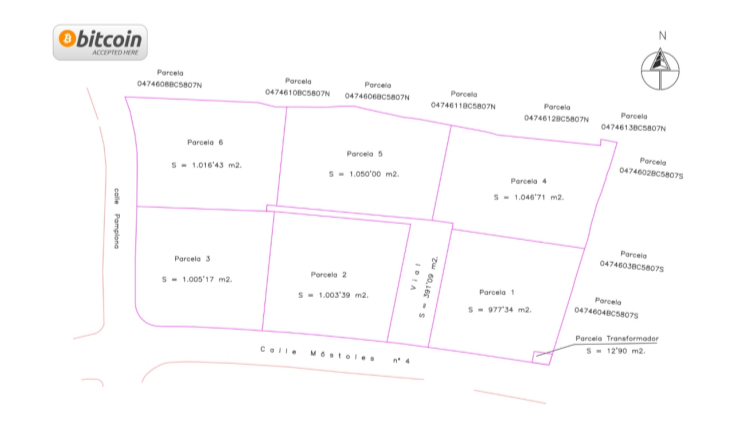 bitcoin
ACCEPTED HERE
N
Parcela
0474608BC5807N
Parcela
0474610BC5807N
Parcela
0474606BC5807N
Parcela
0474611BC5807N
Parcela
0474612BC5807N
Parcela
0474613BC5807N
Parcela 6
S = 1.016'43 m2.
Parcela 5
S = 1.050'00 m2.
Parcela 4
S = 1.046'71 m2.
Parcela
0474602BC5807S
calle Pamplona
Parcela 3
S = 1.005'17 m2.
Parcela 2
S = 1.003'39 m2.
Vial
S = 391'09 m2.
Parcela 1
S = 977'34 m2.
Parcela
0474603BC5807S
Parcela
0474604BC5807S
Parcela Transformador
S = 12'90 m2.
Calle Móstoles nº 4